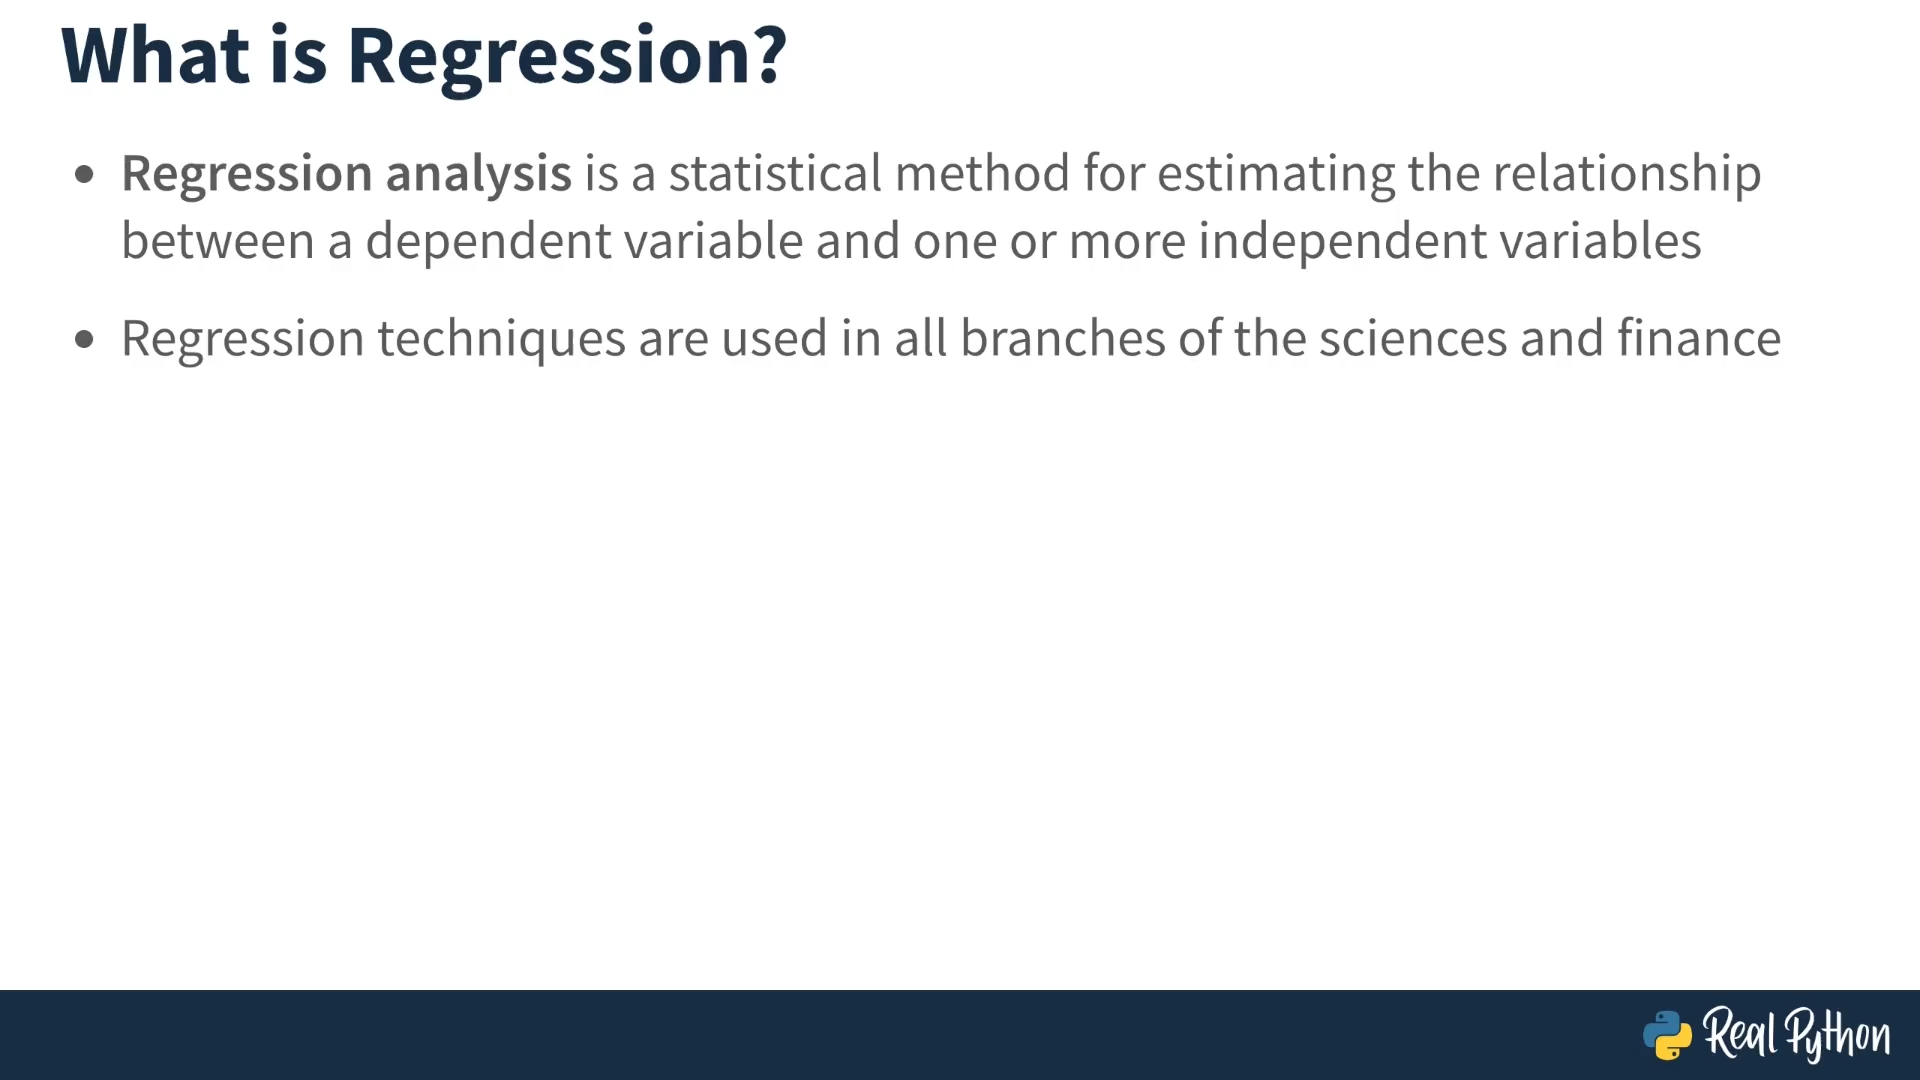 What is Regression?
• Regression analysis is a statistical method for estimating the relationship
between a dependent variable and one or more independent variables
• Regression techniques are used in all branches of the sciences and finance
Real Python